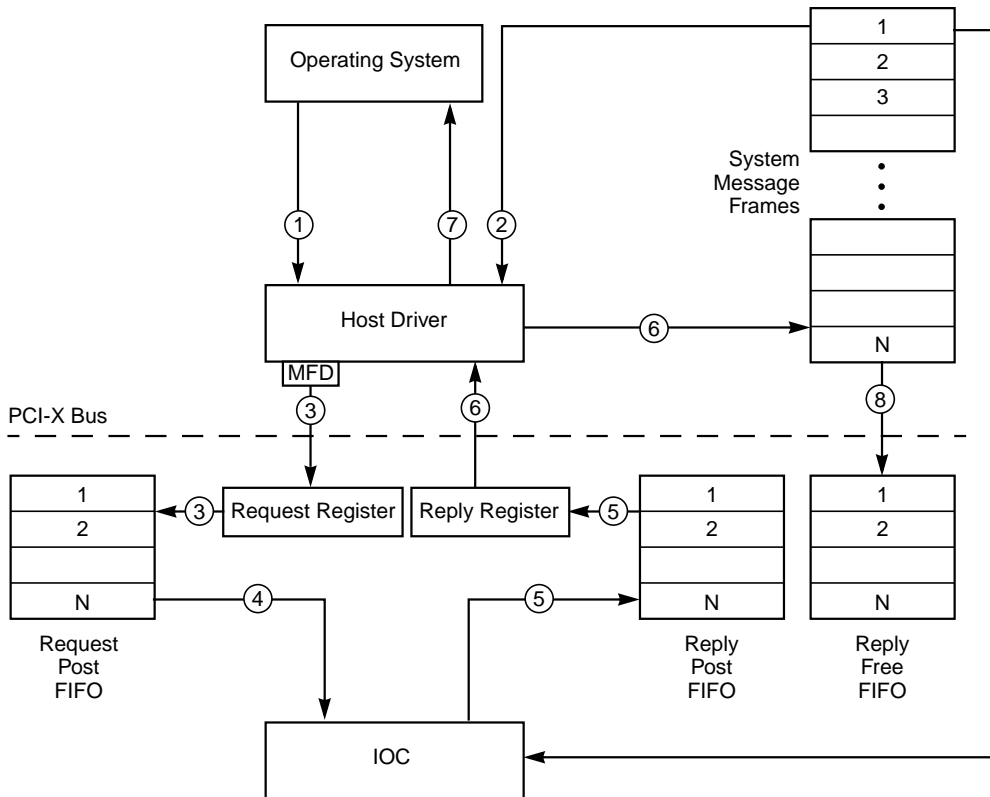 Operating System
1
2
3
System
Message
Frames
N
1
7
2
Host Driver
6
MFD
3
6
8
PCI-X Bus
1
2
N
Request
Post
FIFO
3
Request Register
Reply Register
5
1
2
N
Reply
Post
FIFO
1
2
N
Reply
Free
FIFO
4
5
IOC